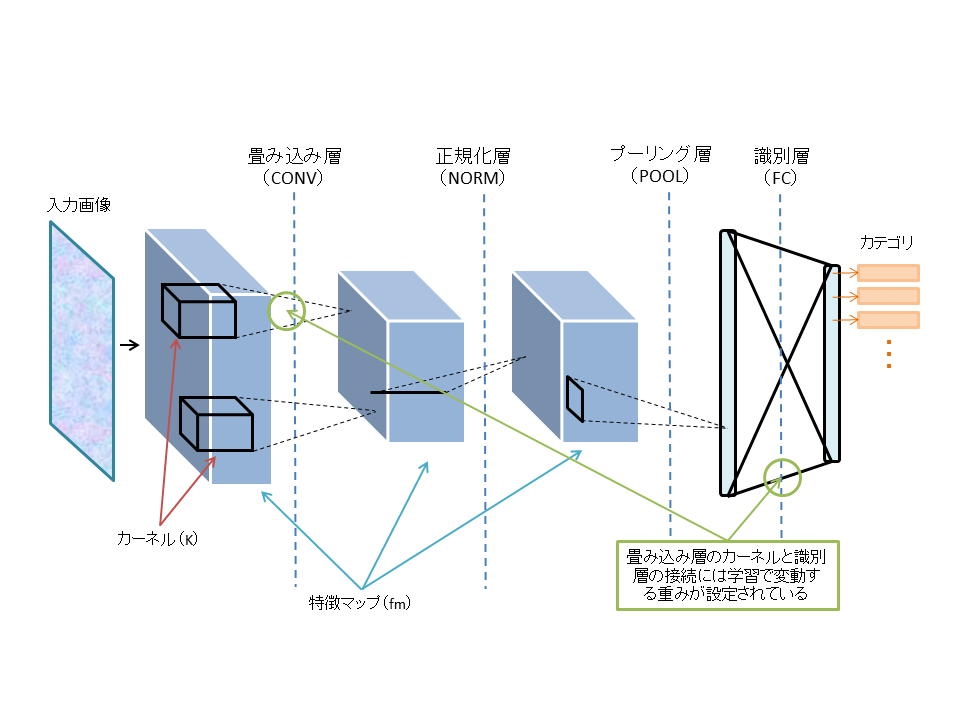 畳み込み層
（CONV）
正規化層
（NORM）
プーリング層
（POOL）
識別層
（FC）
入力画像
カテゴリ
カーネル（K）
特徴マップ（fm）
畳み込み層のカーネルと識別
層の接続には学習で変動す
る重みが設定されている